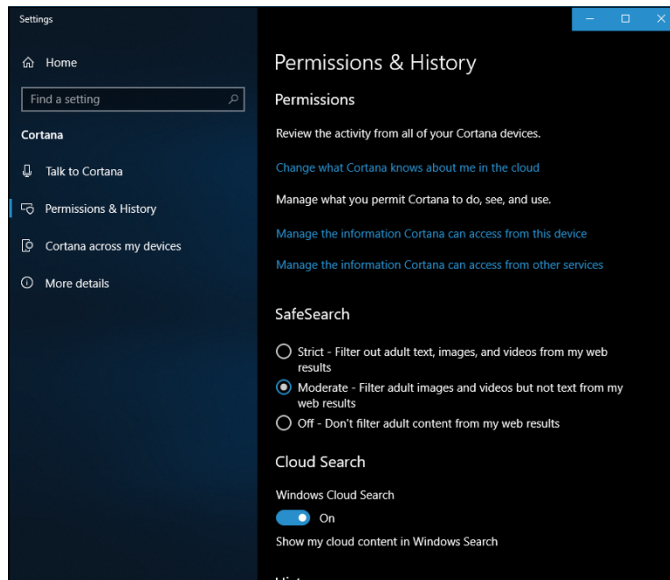 Settings
Home
Find a setting
Cortana
Talk to Cortana
Permissions & History
Cortana across my devices
More details
Permissions & History
Permissions
Review the activity from all of your Cortana devices.
Change what Cortana knows about me in the cloud
Manage what you permit Cortana to do, see, and use.
Manage the information Cortana can access from this device
Manage the information Cortana can access from other services
SafeSearch
Strict - Filter out adult text, images, and videos from my web
results
Moderate - Filter adult images and videos but not text from my
web results
Off - Don't filter adult content from my web results
Cloud Search
Windows Cloud Search
On
Show my cloud content in Windows Search